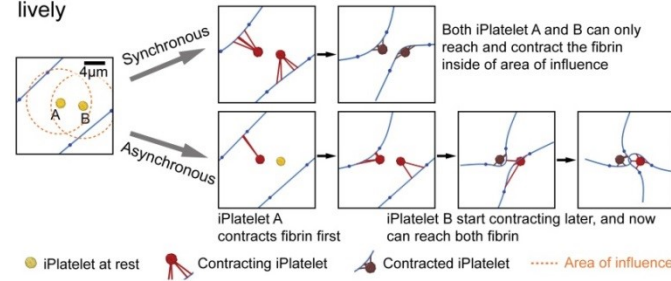 lively
4μm
A
B
Synchronous
Asynchronous
Both iPlatelet A and B can only
reach and contract the fibrin
inside of area of influence
iPlatelet A
contracts fibrin first
iPlatelet B start contracting later, and now
can reach both fibrin
iPlatelet at rest
Contracting iPlatelet
Contracted iPlatelet
Area of influence